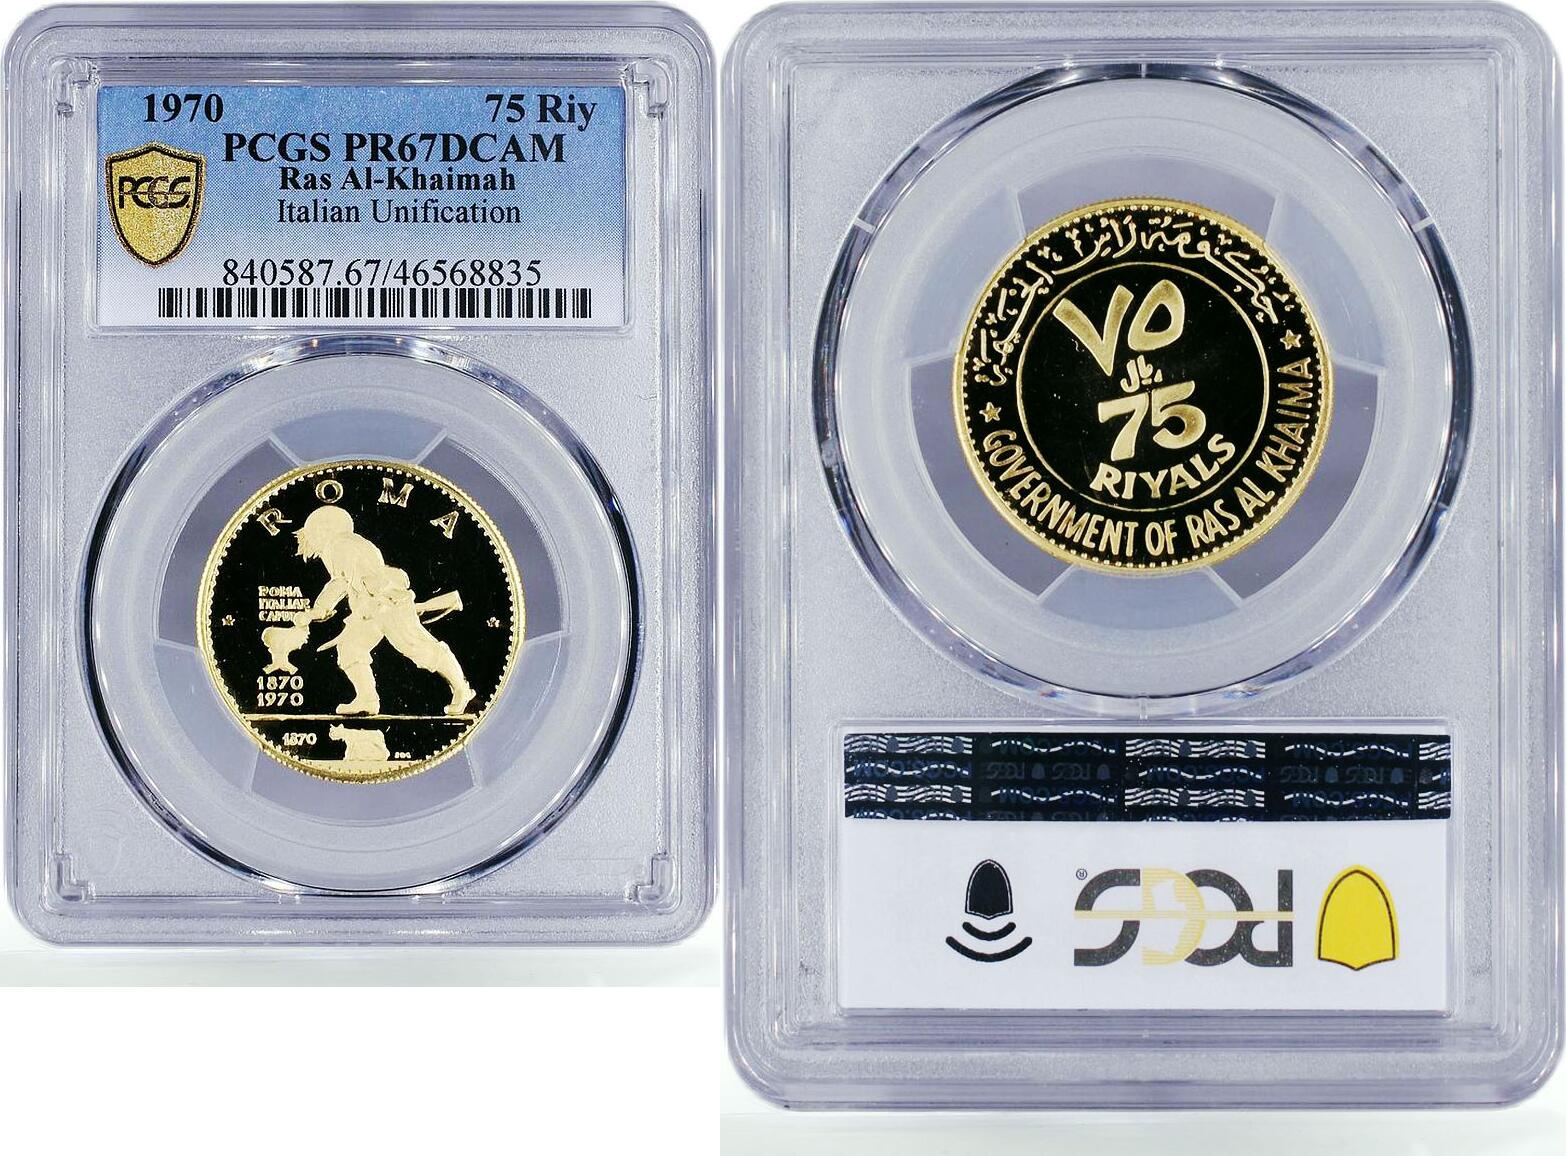 1970 75 Riy
PCGS PR67DCAM
Ras Al-Khaimah
Italian Unification
PCGS
840587.67/46568835
ROMA
ROMA
ITALIAE
CAPUT
1870
1970
1870
٧٥
75
RIYALS
GOVERNMENT OF RAS AL KHAIMA
PCGS